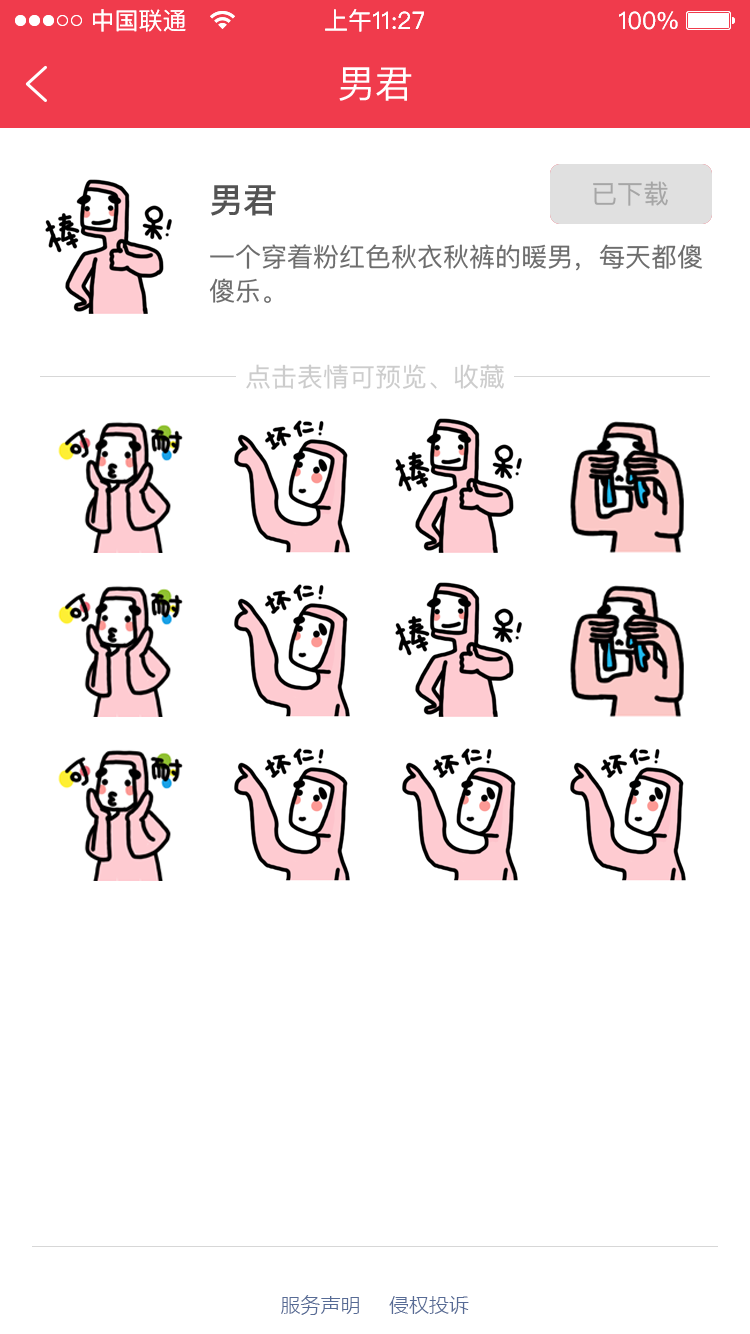 中国联通 上午11:27 100%
男君
男君
已下载
一个穿着粉红色秋衣秋裤的暖男，每天都傻
傻乐。
棒呆!
点击表情可预览、收藏
可耐 坏仁! 棒呆!
可耐 坏仁! 棒呆!
可耐 坏仁! 坏仁! 坏仁!
服务声明 侵权投诉